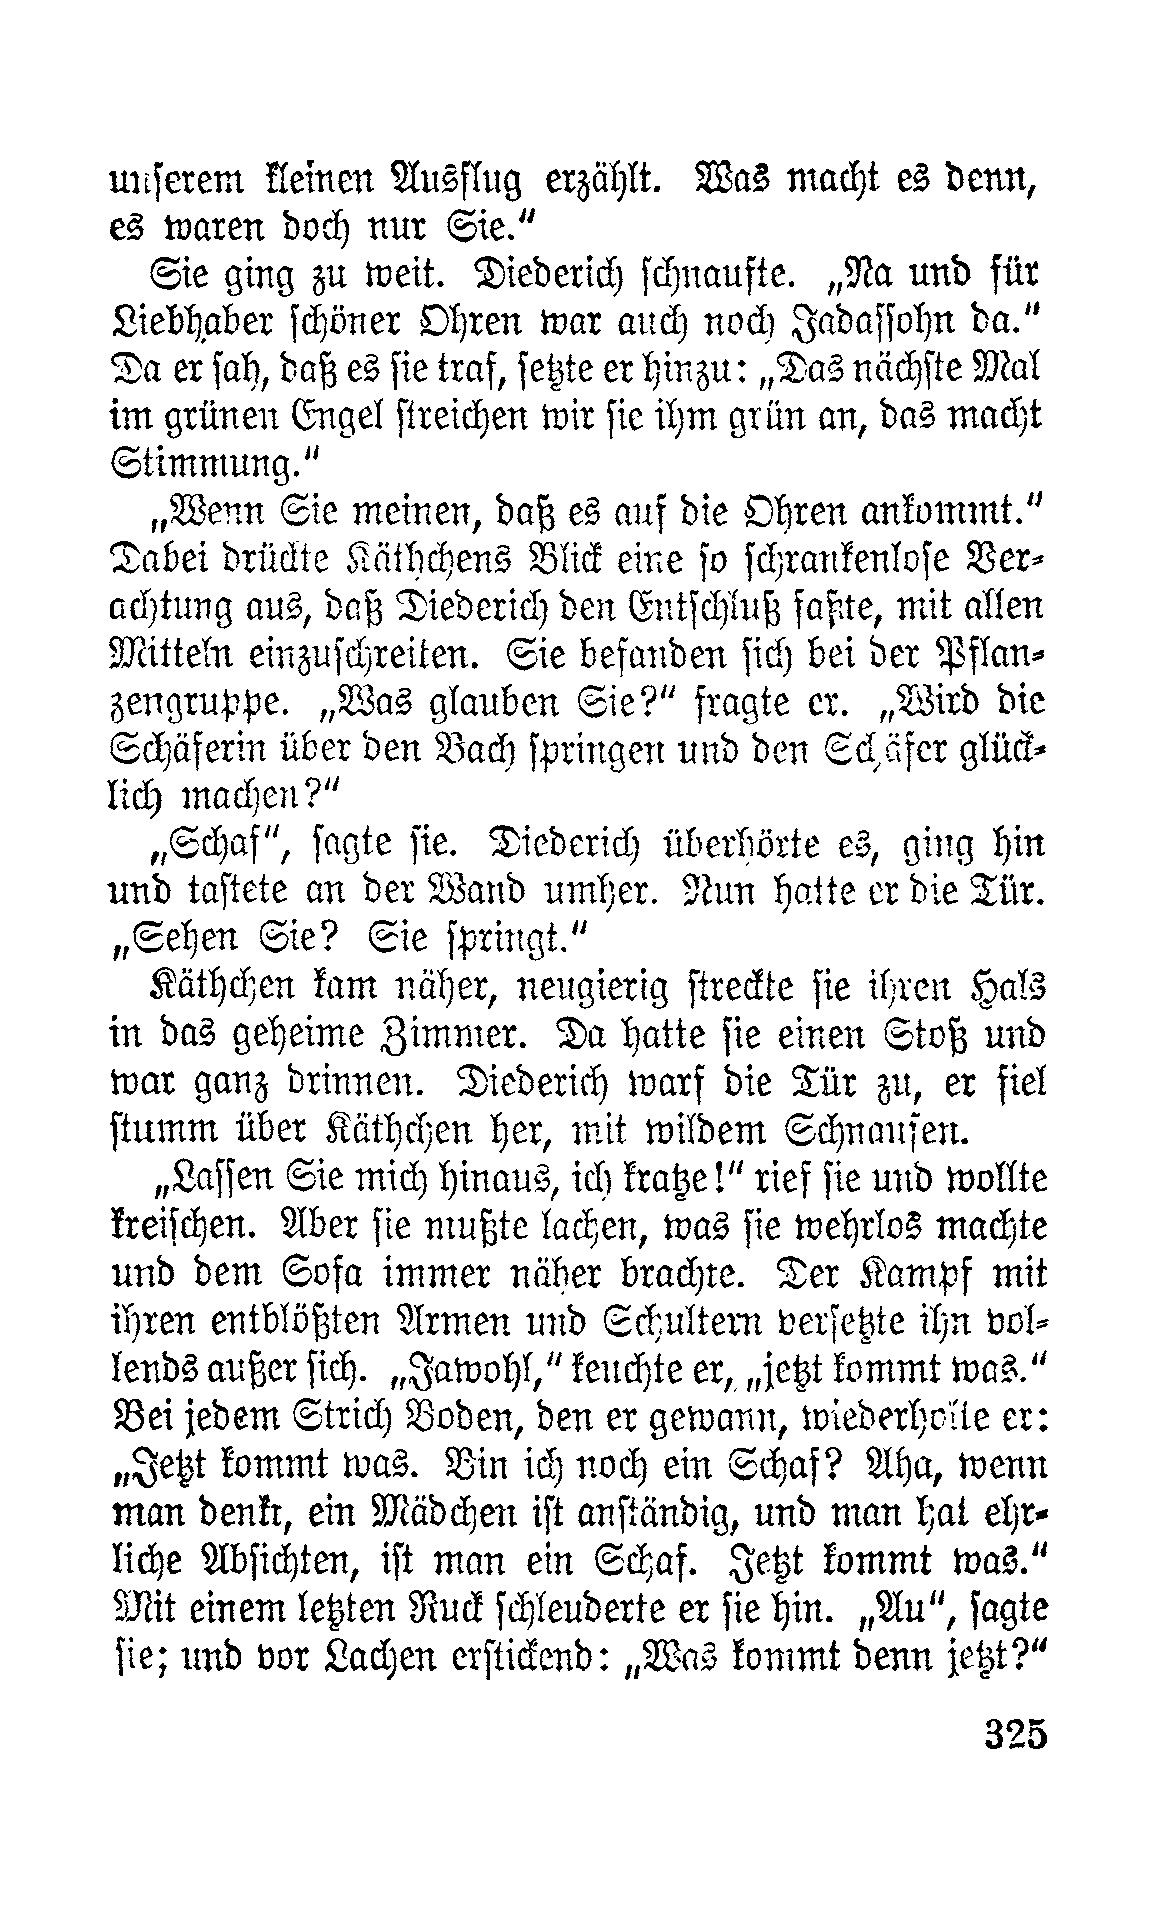 unserem kleinen Ausflug erzählt. Was macht es denn,
es waren doch nur Sie.“
Sie ging zu weit. Diederich schnaufte. „Na und für
Liebhaber schöner Ohren war auch noch Jadassohn da.“
Da er sah, daß es sie traf, setzte er hinzu: „Das nächste Mal
im grünen Engel streichen wir sie ihm grün an, das macht
Stimmung.“
„Wenn Sie meinen, daß es auf die Ohren ankommt.“
Dabei drückte Käthchens Blick eine so schrankenlose Ver-
achtung aus, daß Diederich den Entschluß faßte, mit allen
Mitteln einzuschreiten. Sie befanden sich bei der Pflan-
zengruppe. „Was glauben Sie?“ fragte er. „Wird die
Schäferin über den Bach springen und den Schäfer glück-
lich machen?“
„Schaf“, sagte sie. Diederich überhörte es, ging hin
und tastete an der Wand umher. Nun hatte er die Tür.
„Sehen Sie? Sie springt.“
Käthchen kam näher, neugierig streckte sie ihren Hals
in das geheime Zimmer. Da hatte sie einen Stoß und
war ganz drinnen. Diederich warf die Tür zu, er fiel
stumm über Käthchen her, mit wildem Schnaufen.
„Lassen Sie mich hinaus, ich kratze!“ rief sie und wollte
kreischen. Aber sie mußte lachen, was sie wehrlos machte
und dem Sofa immer näher brachte. Der Kampf mit
ihren entblößten Armen und Schultern versetzte ihn vol-
lends außer sich. „Jawohl,“ keuchte er, „jetzt kommt was.“
Bei jedem Strich Boden, den er gewann, wiederholte er:
„Jetzt kommt was. Bin ich noch ein Schaf? Aha, wenn
man denkt, ein Mädchen ist anständig, und man hat ehr-
liche Absichten, ist man ein Schaf. Jetzt kommt was.“
Mit einem letzten Ruck schleuderte er sie hin. „Au“, sagte
sie; und vor Lachen erstickend: „Was kommt denn jetzt?“
325